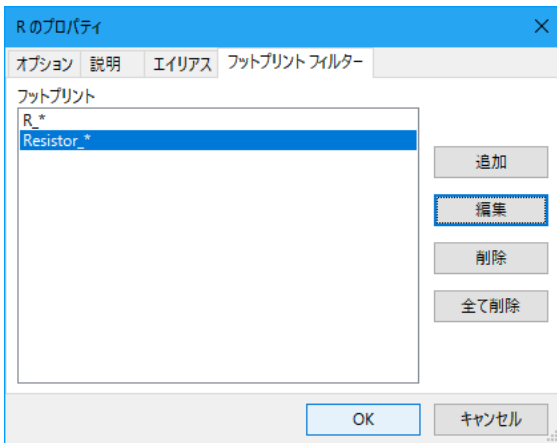 R のプロパティ
オプション 説明 エイリアス フットプリント フィルター
フットプリント
R_*
Resistor_*
追加
編集
削除
全て削除
OK キャンセル